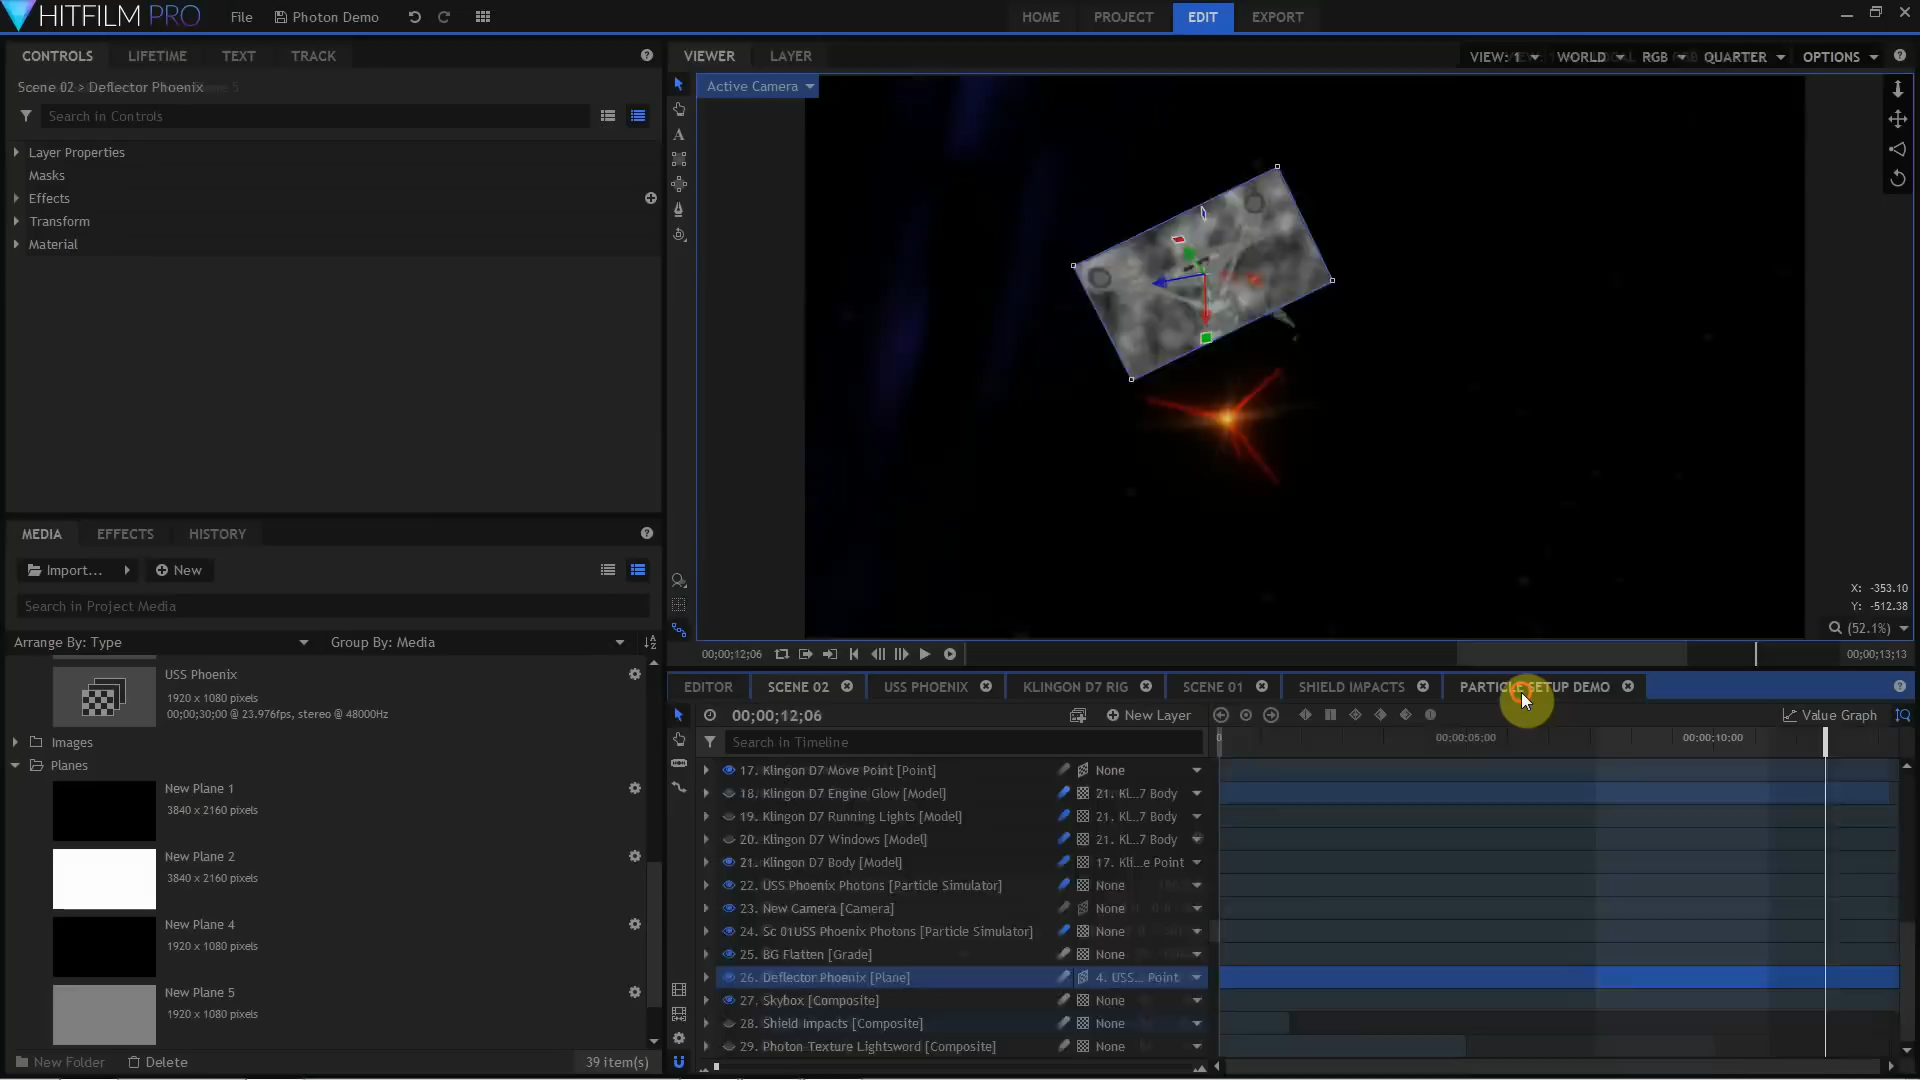 HITFILM PRO
File
Photon Demo
HOME
PROJECT
EDIT
EXPORT
CONTROLS
LIFETIME
TEXT
TRACK
Scene 02 > Deflector Phoenix
Search in Controls
Layer Properties
Masks
Effects
Transform
Material
VIEWER
LAYER
VIEW: 1
WORLD
RGB
QUARTER
OPTIONS
Active Camera
X: -353.10
Y: -512.38
(52.1%)
00;00;12;06
00;00;13;13
MEDIA
EFFECTS
HISTORY
Import...
New
Search in Project Media
Arrange By: Type
Group By: Media
USS Phoenix
1920 x 1080 pixels
00;00;30;00 @ 23.976fps, stereo @ 48000Hz
Images
Planes
New Plane 1
3840 x 2160 pixels
New Plane 2
3840 x 2160 pixels
New Plane 4
1920 x 1080 pixels
New Plane 5
1920 x 1080 pixels
New Folder
Delete
39 item(s)
EDITOR
SCENE 02
USS PHOENIX
KLINGON D7 RIG
SCENE 01
SHIELD IMPACTS
PARTICLE SETUP DEMO
00;00;12;06
New Layer
Value Graph
Search in Timeline
0
00;00;05;00
00;00;10;00
17. Klingon D7 Move Point [Point] None
18. Klingon D7 Engine Glow [Model] 21. Kl...7 Body
19. Klingon D7 Running Lights [Model] 21. Kl...7 Body
20. Klingon D7 Windows [Model] 21. Kl...7 Body
21. Klingon D7 Body [Model] 17. Kli...e Point
22. USS Phoenix Photons [Particle Simulator] None
23. New Camera [Camera] None
24. Sc 01USS Phoenix Photons [Particle Simulator] None
25. BG Flatten [Grade] None
26. Deflector Phoenix [Plane] 4. USS... Point
27. Skybox [Composite] None
28. Shield Impacts [Composite] None
29. Photon Texture Lightsword [Composite] None